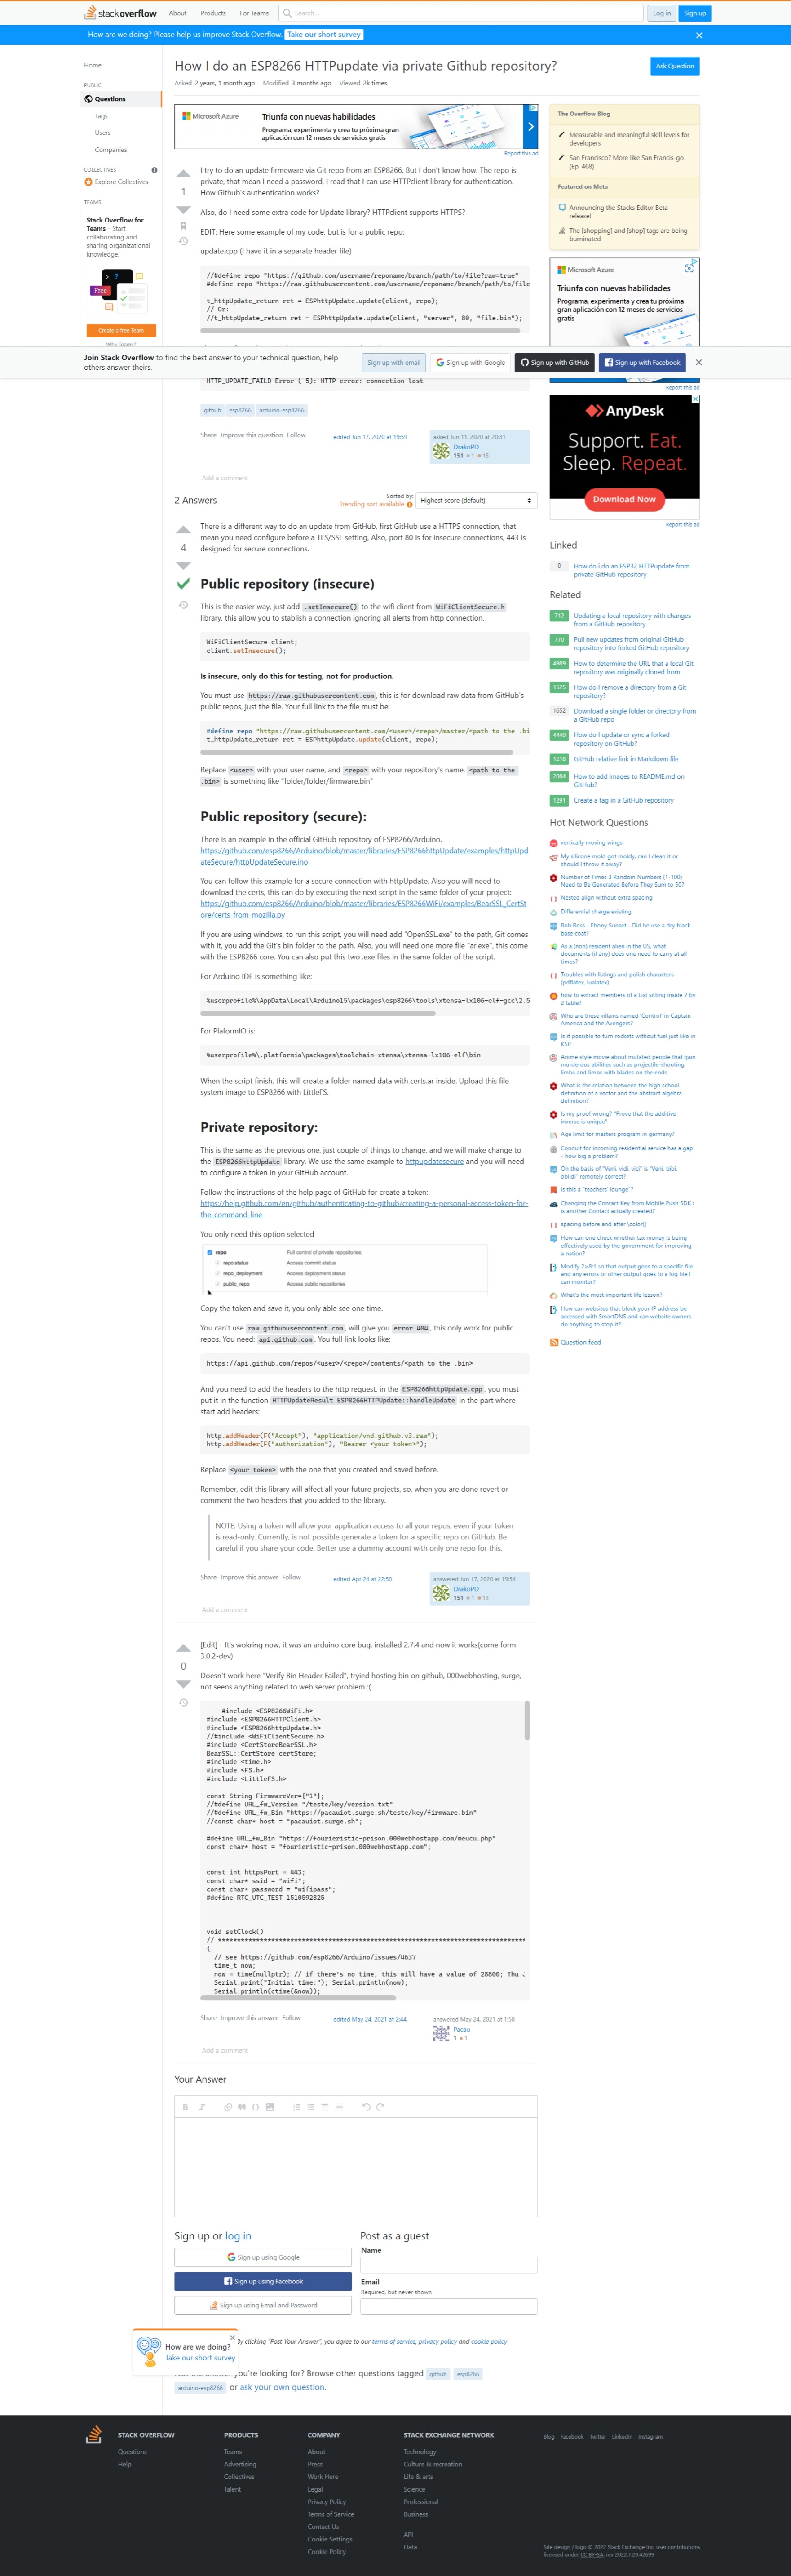 stackoverflow
About Products For Teams
Search...
Log in Sign up
How are we doing? Please help us improve Stack Overflow. Take our short survey
Home
PUBLIC
Questions
Tags
Users
Companies
COLLECTIVES
Explore Collectives
TEAMS
Stack Overflow for
Teams – Start
collaborating and
sharing organizational
knowledge.
Free
Create a free Team
Why Teams?
How I do an ESP8266 HTTPupdate via private Github repository?
Ask Question
Asked 2 years, 1 month ago Modified 3 months ago Viewed 2k times
Microsoft Azure
Triunfa con nuevas habilidades
Programa, experimenta y crea tu próxima gran
aplicación con 12 meses de servicios gratis
Report this ad
1
I try to do an update firmeware via Git repo from an ESP8266. But I don't know how. The repo is
private, that mean I need a password, I read that I can use HTTPclient library for authentication.
How Github's authentication works?
Also, do I need some extra code for Update library? HTTPclient supports HTTPS?
EDIT: Here some example of my code, but is for a public repo:
update.cpp (I have it in a separate header file)
//#define repo "https://github.com/username/reponame/branch/path/to/file?raw=true"
#define repo "https://raw.githubusercontent.com/username/reponame/branch/path/to/file
t_httpUpdate_return ret = ESPhttpUpdate.update(client, repo);
// Or:
//t_httpUpdate_return ret = ESPhttpUpdate.update(client, "server", 80, "file.bin");
Join Stack Overflow to find the best answer to your technical question, help
others answer theirs.
Sign up with email
Sign up with Google
Sign up with GitHub
Sign up with Facebook
HTTP_UPDATE_FAILD Error (-5): HTTP error: connection lost
github esp8266 arduino-esp8266
Share Improve this question Follow
edited Jun 17, 2020 at 19:59
asked Jun 11, 2020 at 20:31
DrakoPD
151 1 13
Add a comment
2 Answers
Sorted by:
Trending sort available
Highest score (default)
4
There is a different way to do an update from GitHub, first GitHub use a HTTPS connection, that
mean you need configure before a TLS/SSL setting. Also, port 80 is for insecure connections, 443 is
designed for secure connections.
Public repository (insecure)
This is the easier way, just add .setInsecure() to the wifi client from WiFiClientSecure.h
library, this allow you to stablish a connection ignoring all alerts from http connection.
WiFiClientSecure client;
client.setInsecure();
Is insecure, only do this for testing, not for production.
You must use https://raw.githubusercontent.com, this is for download raw data from GitHub's
public repos, just the file. Your full link to the file must be:
#define repo "https://raw.githubusercontent.com/<user>/<repo>/master/<path to the .bi
t_httpUpdate_return ret = ESPhttpUpdate.update(client, repo);
Replace <user> with your user name, and <repo> with your repository's name. <path to the
.bin> is something like "folder/folder/firmware.bin"
Public repository (secure):
There is an example in the official GitHub repository of ESP8266/Arduino.
https://github.com/esp8266/Arduino/blob/master/libraries/ESP8266httpUpdate/examples/httpUpd
ateSecure/httpUpdateSecure.ino
You can follow this example for a secure connection with httpUpdate. Also you will need to
download the certs, this can do by executing the next script in the same folder of your project:
https://github.com/esp8266/Arduino/blob/master/libraries/ESP8266WiFi/examples/BearSSL_CertSt
ore/certs-from-mozilla.py
If you are using windows, to run this script, you will need add "OpenSSL.exe" to the path, Git comes
with it, you add the Git's bin folder to the path. Also, you will need one more file "ar.exe", this come
with the ESP8266 core. You can also put this two .exe files in the same folder of the script.
For Arduino IDE is something like:
%userprofile%\AppData\Local\Arduino15\packages\esp8266\tools\xtensa-lx106-elf-gcc\2.5
For PlaformIO is:
%userprofile%\.platformio\packages\toolchain-xtensa\xtensa-lx106-elf\bin
When the script finish, this will create a folder named data with certs.ar inside. Upload this file
system image to ESP8266 with LittleFS.
Private repository:
This is the same as the previous one, just couple of things to change, and we will make change to
the ESP8266httpUpdate library. We use the same example to httpupdatesecure and you will need
to configure a token in your GitHub account.
Follow the instructions of the help page of GitHub for create a token:
https://help.github.com/en/github/authenticating-to-github/creating-a-personal-access-token-for-
the-command-line
You only need this option selected
repo Full control of private repositories
repo:status Access commit status
repo_deployment Access deployment status
public_repo Access public repositories
Copy the token and save it, you only able see one time.
You can't use raw.githubusercontent.com, will give you error 404, this only work for public
repos. You need: api.github.com. You full link looks like:
https://api.github.com/repos/<user>/<repo>/contents/<path to the .bin>
And you need to add the headers to the http request, in the ESP8266httpUpdate.cpp, you must
put it in the function HTTPUpdateResult ESP8266HTTPUpdate::handleUpdate in the part where
start add headers:
http.addHeader(F("Accept"), "application/vnd.github.v3.raw");
http.addHeader(F("authorization"), "Bearer <your token>");
Replace <your token> with the one that you created and saved before.
Remember, edit this library will affect all your future projects, so, when you are done revert or
comment the two headers that you added to the library.
NOTE: Using a token will allow your application access to all your repos, even if your token
is read-only. Currently, is not possible generate a token for a specific repo on GitHub. Be
careful if you share your code. Better use a dummy account with only one repo for this.
Share Improve this answer Follow
edited Apr 24 at 22:50
answered Jun 17, 2020 at 19:54
DrakoPD
151 1 13
Add a comment
0
[Edit] - It's wokring now, it was an arduino core bug, installed 2.7.4 and now it works(come form
3.0.2-dev)
Doesn't work here "Verify Bin Header Failed", tryied hosting bin on github, 000webhosting, surge,
not seens anything related to web server problem :(
#include <ESP8266WiFi.h>
#include <ESP8266HTTPClient.h>
#include <ESP8266httpUpdate.h>
//#include <WiFiClientSecure.h>
#include <CertStoreBearSSL.h>
BearSSL::CertStore certStore;
#include <time.h>
#include <FS.h>
#include <LittleFS.h>
const String FirmwareVer={"1"};
//#define URL_fw_Version "/teste/key/version.txt"
//#define URL_fw_Bin "https://pacauiot.surge.sh/teste/key/firmware.bin"
//const char* host = "pacauiot.surge.sh";
#define URL_fw_Bin "https://fourieristic-prison.000webhostapp.com/meucu.php"
const char* host = "fourieristic-prison.000webhostapp.com";
const int httpsPort = 443;
const char* ssid = "wifi";
const char* password = "wifipass";
#define RTC_UTC_TEST 1510592825
void setClock()
{
// see https://github.com/esp8266/Arduino/issues/4637
time_t now;
now = time(nullptr); // if there's no time, this will have a value of 28800; Thu J
Serial.print("Initial time:"); Serial.println(now);
Serial.println(ctime(&now));
Share Improve this answer Follow
edited May 24, 2021 at 2:44
answered May 24, 2021 at 1:58
Pacau
1 1
Add a comment
Your Answer
Sign up or log in
Sign up using Google
Sign up using Facebook
Sign up using Email and Password
Post as a guest
Name
Email
Required, but never shown
By clicking "Post Your Answer", you agree to our terms of service, privacy policy and cookie policy
How are we doing?
Take our short survey
you're looking for? Browse other questions tagged github esp8266
arduino-esp8266 or ask your own question.
The Overflow Blog
Measurable and meaningful skill levels for
developers
San Francisco? More like San Francis-go
(Ep. 468)
Featured on Meta
Announcing the Stacks Editor Beta
release!
The [shopping] and [shop] tags are being
burninated
Microsoft Azure
Triunfa con nuevas habilidades
Programa, experimenta y crea tu próxima
gran aplicación con 12 meses de servicios
gratis
Report this ad
AnyDesk
Support. Eat.
Sleep. Repeat.
Download Now
Report this ad
Linked
0 How do i do an ESP32 HTTPupdate from
private GitHub repository
Related
712 Updating a local repository with changes
from a GitHub repository
770 Pull new updates from original GitHub
repository into forked GitHub repository
4989 How to determine the URL that a local Git
repository was originally cloned from
1525 How do I remove a directory from a Git
repository?
1652 Download a single folder or directory from
a GitHub repo
4440 How do I update or sync a forked
repository on GitHub?
1218 GitHub relative link in Markdown file
2884 How to add images to README.md on
GitHub?
1291 Create a tag in a GitHub repository
Hot Network Questions
vertically moving wings
My silicone mold got moldy, can I clean it or
should I throw it away?
Number of Times 3 Random Numbers (1-100)
Need to Be Generated Before They Sum to 50?
Nested align without extra spacing
Differential charge existing
Bob Ross - Ebony Sunset - Did he use a dry black
base coat?
As a (non) resident alien in the US, what
documents (if any) does one need to carry at all
times?
Troubles with listings and polish characters
(pdflatex, lualatex)
how to extract members of a List sitting inside 2 by
2 table?
Who are these villains named 'Control' in Captain
America and the Avengers?
Is it possible to turn rockets without fuel just like in
KSP
Anime style movie about mutated people that gain
murderous abilities such as projectile-shooting
limbs and limbs with blades on the ends
What is the relation between the high school
definition of a vector and the abstract algebra
definition?
Is my proof wrong? "Prove that the additive
inverse is unique"
Age limit for masters program in germany?
Conduit for incoming residential service has a gap
- how big a problem?
On the basis of "Veni, vidi, vici" is "Veni, bibi,
oblidi" remotely correct?
Is this a "teachers' lounge"?
Changing the Contact Key from Mobile Push SDK :
is another Contact actually created?
spacing before and after \color{}
How can one check whether tax money is being
effectively used by the government for improving
a nation?
Modify 2>&1 so that output goes to a specific file
and any errors or other output goes to a log file I
can monitor?
What's the most important life lesson?
How can websites that block your IP address be
accessed with SmartDNS and can website owners
do anything to stop it?
Question feed
STACK OVERFLOW
Questions
Help
PRODUCTS
Teams
Advertising
Collectives
Talent
COMPANY
About
Press
Work Here
Legal
Privacy Policy
Terms of Service
Contact Us
Cookie Settings
Cookie Policy
STACK EXCHANGE NETWORK
Technology
Culture & recreation
Life & arts
Science
Professional
Business
API
Data
Blog Facebook Twitter LinkedIn Instagram
Site design / logo © 2022 Stack Exchange Inc; user contributions
licensed under CC BY-SA. rev 2022.7.29.42699